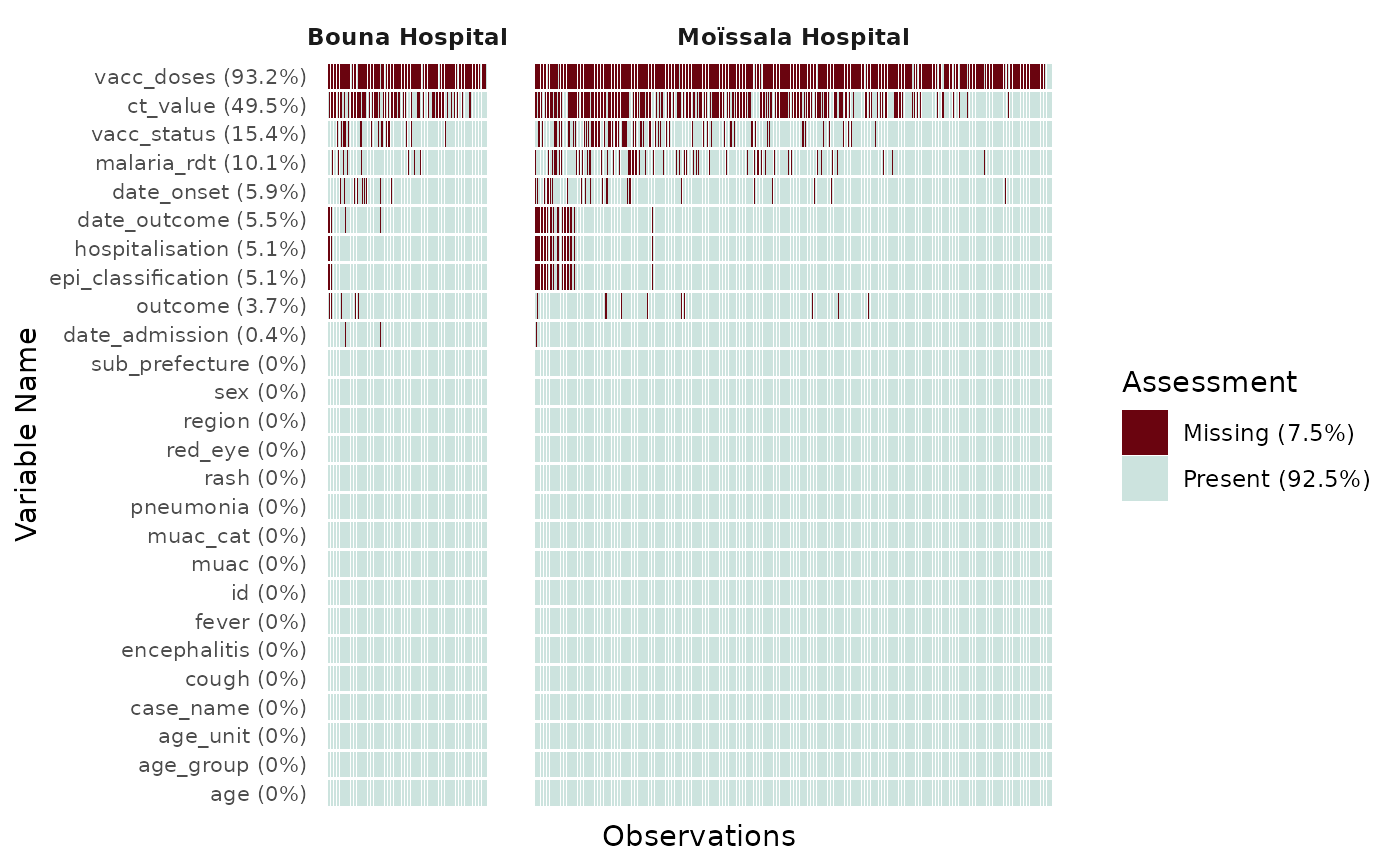 Bouna Hospital
Moïssala Hospital
vacc_doses (93.2%)
ct_value (49.5%)
vacc_status (15.4%)
malaria_rdt (10.1%)
date_onset (5.9%)
date_outcome (5.5%)
hospitalisation (5.1%)
epi_classification (5.1%)
outcome (3.7%)
date_admission (0.4%)
sub_prefecture (0%)
sex (0%)
region (0%)
red_eye (0%)
rash (0%)
pneumonia (0%)
muac_cat (0%)
muac (0%)
id (0%)
fever (0%)
encephalitis (0%)
cough (0%)
case_name (0%)
age_unit (0%)
age_group (0%)
age (0%)
Variable Name
Observations
Assessment
Missing (7.5%)
Present (92.5%)